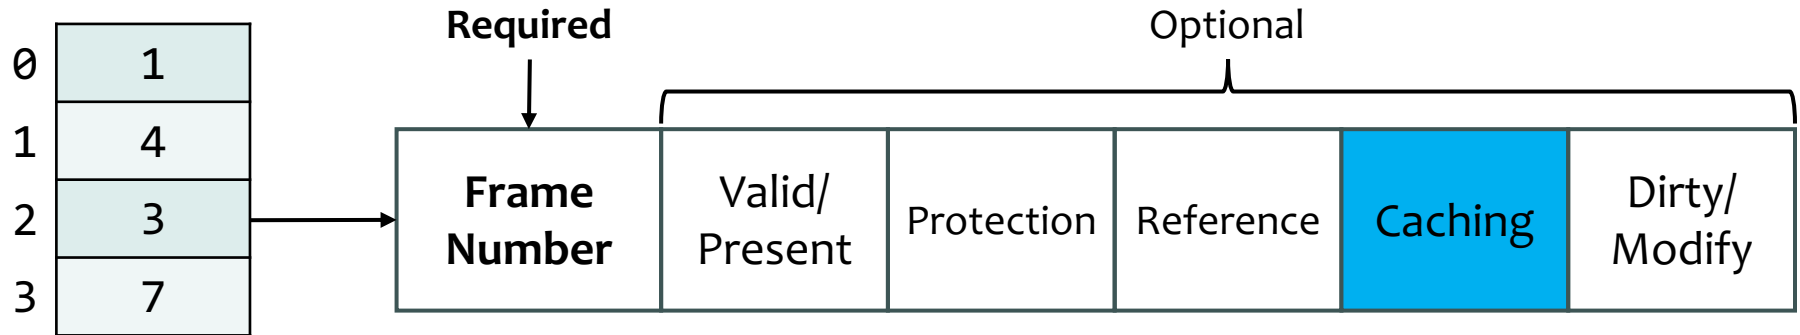 0 1
1 4
2 3
3 7
Required
Optional
Frame
Number
Valid/
Present
Protection
Reference
Caching
Dirty/
Modify